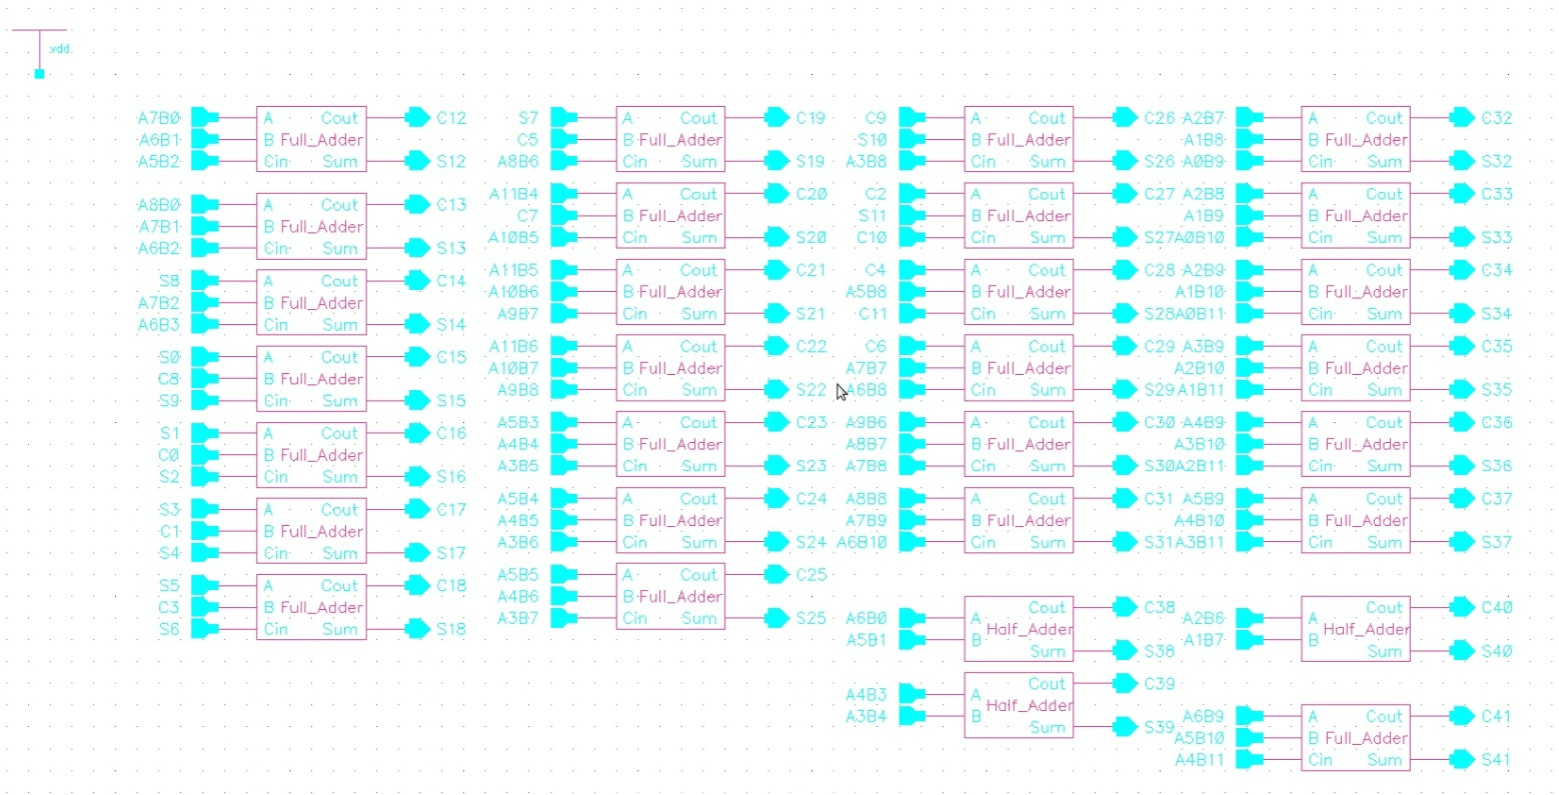 vdd
A7B0 A Cout C12
A6B1 B Full_Adder
A5B2 Cin Sum S12
A8B0 A Cout C13
A7B1 B Full_Adder
A6B2 Cin Sum S13
S8 A Cout C14
A7B2 B Full_Adder
A6B3 Cin Sum S14
S0 A Cout C15
C8 B Full_Adder
S9 Cin Sum S15
S1 A Cout C16
C0 B Full_Adder
S2 Cin Sum S16
S3 A Cout C17
C1 B Full_Adder
S4 Cin Sum S17
S5 A Cout C18
C3 B Full_Adder
S6 Cin Sum S18
S7 A Cout C19
C5 B Full_Adder
A8B6 Cin Sum S19
A11B4 A Cout C20
C7 B Full_Adder
A10B5 Cin Sum S20
A11B5 A Cout C21
A10B6 B Full_Adder
A9B7 Cin Sum S21
A11B6 A Cout C22
A10B7 B Full_Adder
A9B8 Cin Sum S22
A5B3 A Cout C23
A4B4 B Full_Adder
A3B5 Cin Sum S23
A5B4 A Cout C24
A4B5 B Full_Adder
A3B6 Cin Sum S24
A5B5 A Cout C25
A4B6 B Full_Adder
A3B7 Cin Sum S25
C9 A Cout C26
S10 B Full_Adder
A3B8 Cin Sum S26
C2 A Cout C27
S11 B Full_Adder
C10 Cin Sum S27
C4 A Cout C28
A5B8 B Full_Adder
C11 Cin Sum S28
C6 A Cout C29
A7B7 B Full_Adder
A6B8 Cin Sum S29
A9B6 A Cout C30
A8B7 B Full_Adder
A7B8 Cin Sum S30
A8B8 A Cout C31
A7B9 B Full_Adder
A6B10 Cin Sum S31
A6B0 A Cout C38
A5B1 B Half_Adder
Sum S38
A4B3 A Cout C39
A3B4 B Half_Adder
Sum S39
A2B7 A Cout C32
A1B8 B Full_Adder
A0B9 Cin Sum S32
A2B8 A Cout C33
A1B9 B Full_Adder
A0B10 Cin Sum S33
A2B9 A Cout C34
A1B10 B Full_Adder
A0B11 Cin Sum S34
A3B9 A Cout C35
A2B10 B Full_Adder
A1B11 Cin Sum S35
A4B9 A Cout C36
A3B10 B Full_Adder
A2B11 Cin Sum S36
A5B9 A Cout C37
A4B10 B Full_Adder
A3B11 Cin Sum S37
A2B6 A Cout C40
A1B7 B Half_Adder
Sum S40
A6B9 A Cout C41
A5B10 B Full_Adder
A4B11 Cin Sum S41